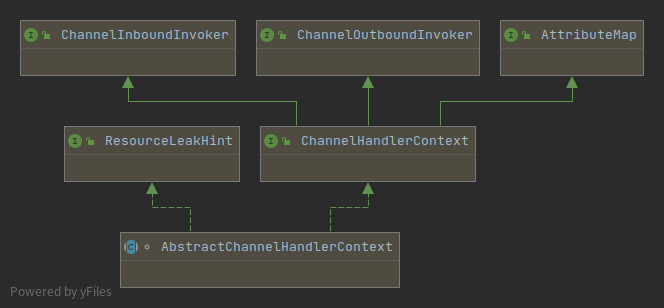 ChannelInboundInvoker
ChannelOutboundInvoker
AttributeMap
ResourceLeakHint
ChannelHandlerContext
AbstractChannelHandlerContext
Powered by yFiles